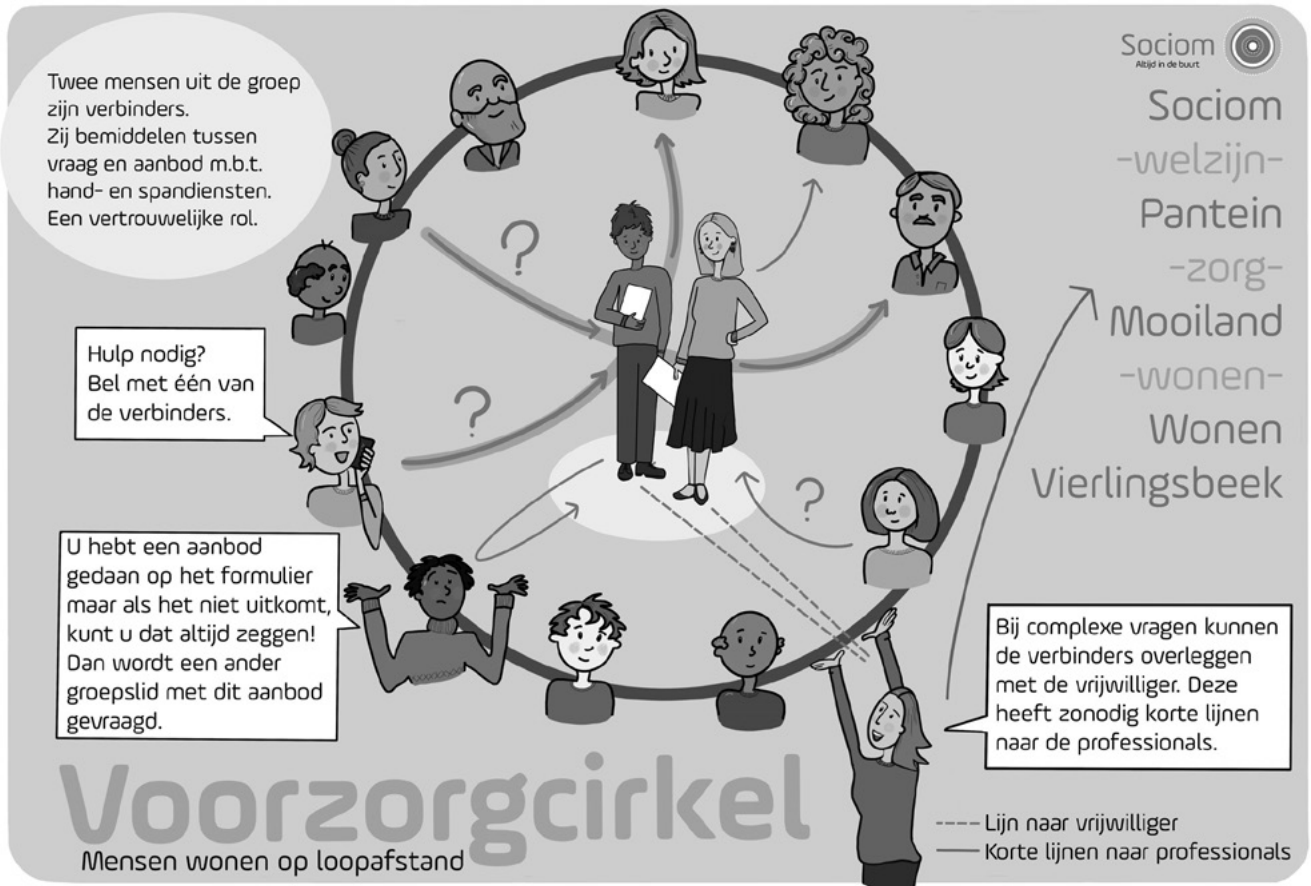 Twee mensen uit de groep
zijn verbinders.
Zij bemiddelen tussen
vraag en aanbod m.b.t.
hand- en spandiensten.
Een vertrouwelijke rol.
Sociom
Altijd in de buurt
Sociom
-welzijn-
Pantein
-zorg-
Mooiland
-wonen-
Wonen
Vierlingsbeek
?
Hulp nodig?
Bel met één van
de verbinders.
?
?
U hebt een aanbod
gedaan op het formulier
maar als het niet uitkomt,
kunt u dat altijd zeggen!
Dan wordt een ander
groepslid met dit aanbod
gevraagd.
Bij complexe vragen kunnen
de verbinders overleggen
met de vrijwilliger. Deze
heeft zonodig korte lijnen
naar de professionals.
Voorzorgcirkel
Mensen wonen op loopafstand
Lijn naar vrijwilliger
Korte lijnen naar professionals